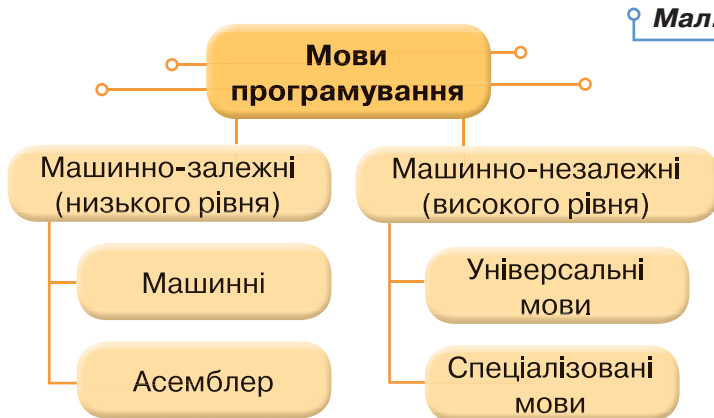 Мови
програмування
Машинно-залежні
(низького рівня)
Машинно-незалежні
(високого рівня)
Машинні
Універсальні
мови
Асемблер
Спеціалізовані
мови